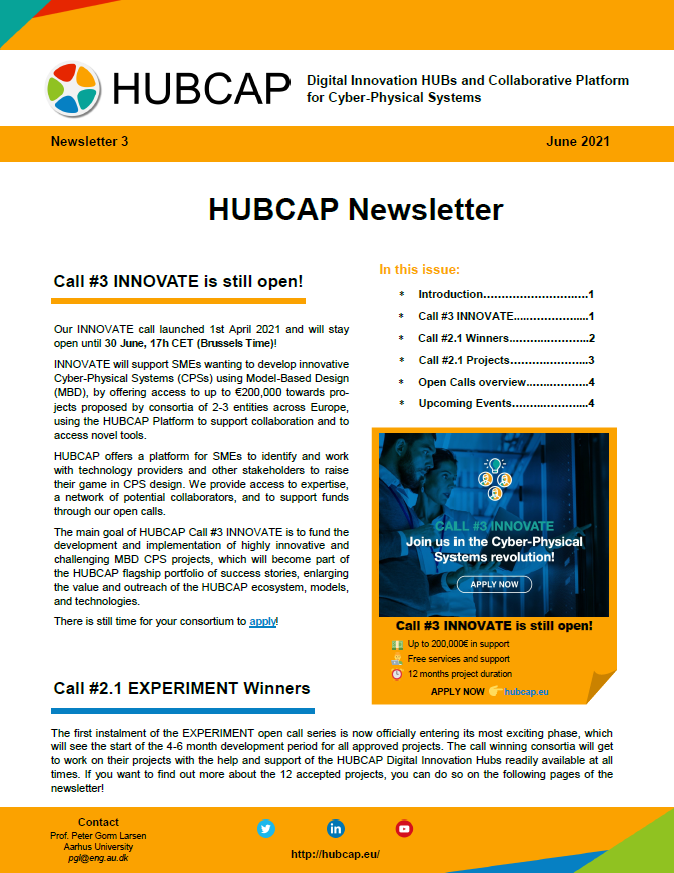 HUBCAP
Digital Innovation HUBs and Collaborative Platform
for Cyber-Physical Systems
Newsletter 3
June 2021
HUBCAP Newsletter
Call #3 INNOVATE is still open!
Our INNOVATE call launched 1st April 2021 and will stay
open until 30 June, 17h CET (Brussels Time)!
INNOVATE will support SMEs wanting to develop innovative
Cyber-Physical Systems (CPSs) using Model-Based Design
(MBD), by offering access to up to €200,000 towards pro-
jects proposed by consortia of 2-3 entities across Europe,
using the HUBCAP Platform to support collaboration and to
access novel tools.
HUBCAP offers a platform for SMEs to identify and work
with technology providers and other stakeholders to raise
their game in CPS design. We provide access to expertise,
a network of potential collaborators, and to support funds
through our open calls.
The main goal of HUBCAP Call #3 INNOVATE is to fund the
development and implementation of highly innovative and
challenging MBD CPS projects, which will become part of
the HUBCAP flagship portfolio of success stories, enlarging
the value and outreach of the HUBCAP ecosystem, models,
and technologies.
There is still time for your consortium to apply!
In this issue:
* Introduction……………………..….1
* Call #3 INNOVATE....……….…....1
* Call #2.1 Winners……..…………..2
* Call #2.1 Projects……..…………..3
* Open Calls overview…..………….4
* Upcoming Events……...………....4
CALL #3 INNOVATE
Join us in the Cyber-Physical
Systems revolution!
APPLY NOW
Call #3 INNOVATE is still open!
Up to 200,000€ in support
Free services and support
12 months project duration
APPLY NOW 👉hubcap.eu
Call #2.1 EXPERIMENT Winners
The first instalment of the EXPERIMENT open call series is now officially entering its most exciting phase, which
will see the start of the 4-6 month development period for all approved projects. The call winning consortia will get
to work on their projects with the help and support of the HUBCAP Digital Innovation Hubs readily available at all
times. If you want to find out more about the 12 accepted projects, you can do so on the following pages of the
newsletter!
Contact
Prof. Peter Gorm Larsen
Aarhus University
pgl@eng.au.dk
http://hubcap.eu/